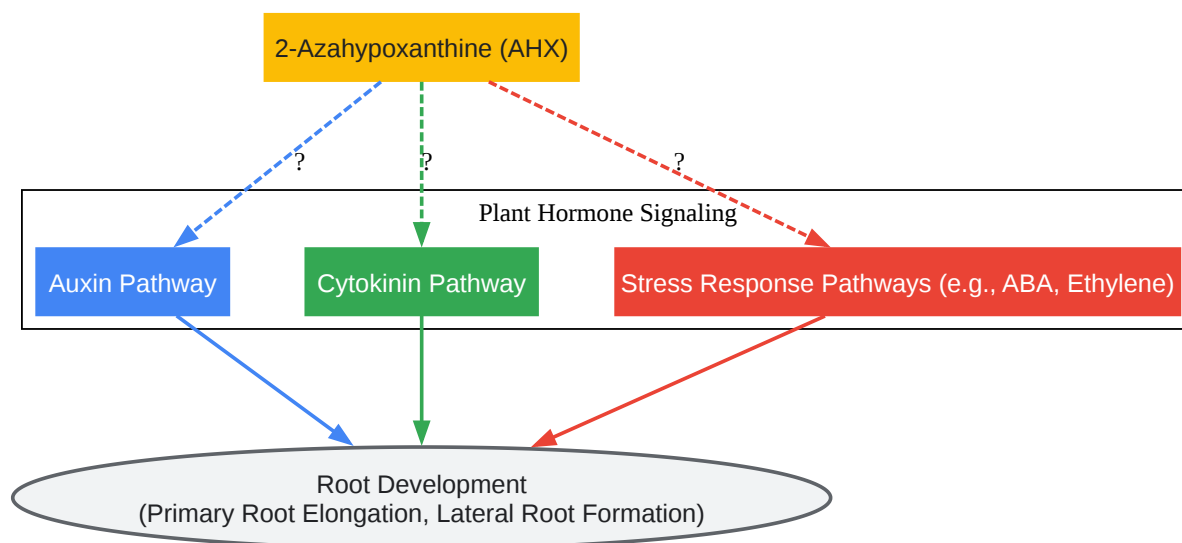 2-Azahypoxanthine (AHX)
? ? ?
Plant Hormone Signaling
Auxin Pathway
Cytokinin Pathway
Stress Response Pathways (e.g., ABA, Ethylene)
Root Development
(Primary Root Elongation, Lateral Root Formation)